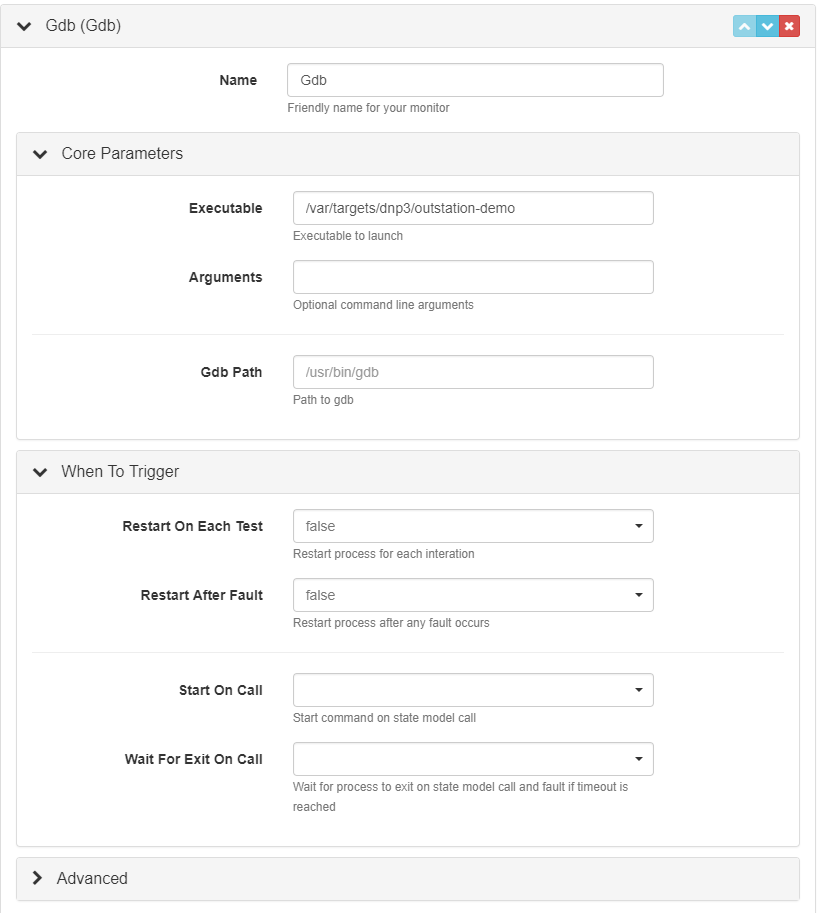 Gdb (Gdb)
Name
Gdb
Friendly name for your monitor
Core Parameters
Executable
/var/targets/dnp3/outstation-demo
Executable to launch
Arguments
Optional command line arguments
Gdb Path
/usr/bin/gdb
Path to gdb
When To Trigger
Restart On Each Test
false
Restart process for each interation
Restart After Fault
false
Restart process after any fault occurs
Start On Call
Start command on state model call
Wait For Exit On Call
Wait for process to exit on state model call and fault if timeout is
reached
Advanced